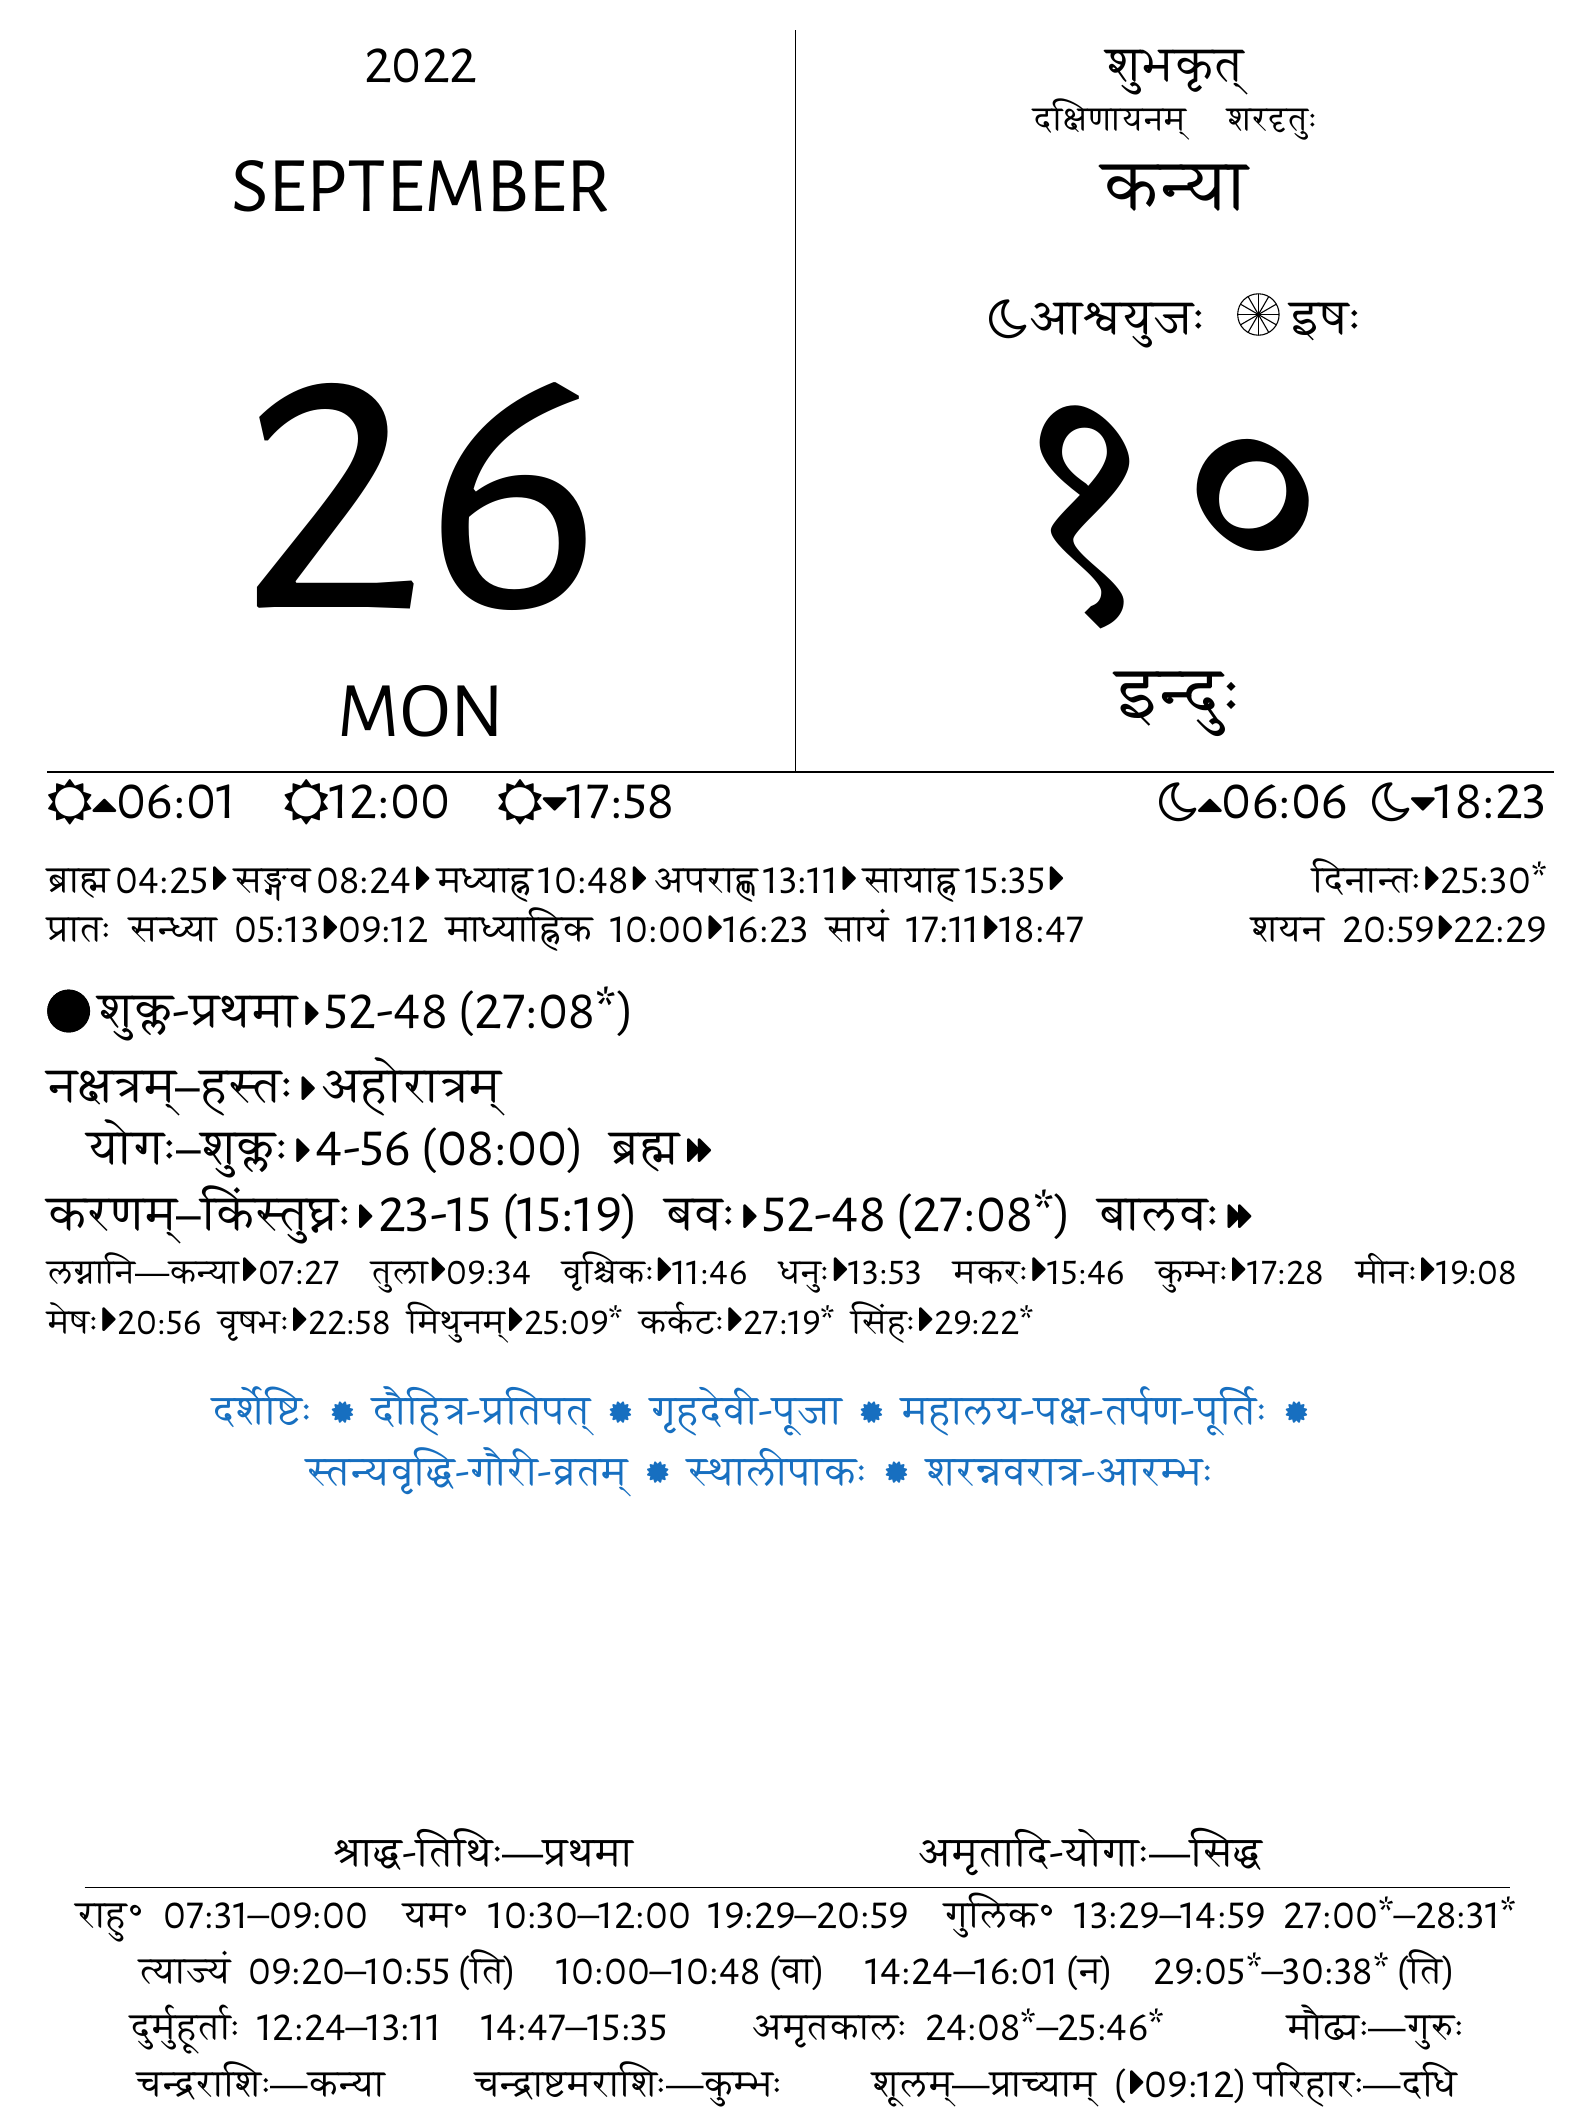 2022
SEPTEMBER
26
MON
शुभकृत्
दक्षिणायनम् शरदृतुः
कन्या
आश्वयुजः इषः
१०
इन्दुः
06:01 12:00 17:58 06:06 18:23
ब्राह्म 04:25 सङ्गव 08:24 मध्याह्न 10:48 अपराह्ण 13:11 सायाह्न 15:35 दिनान्तः 25:30*
प्रातः सन्ध्या 05:13 09:12 माध्याह्निक 10:00 16:23 सायं 17:11 18:47 शयन 20:59 22:29
शुक्ल-प्रथमा 52-48 (27:08*)
नक्षत्रम्–हस्तः अहोरात्रम्
योगः–शुक्लः 4-56 (08:00) ब्रह्म
करणम्–किंस्तुघ्नः 23-15 (15:19) बवः 52-48 (27:08*) बालवः
लग्नानि—कन्या 07:27 तुला 09:34 वृश्चिकः 11:46 धनुः 13:53 मकरः 15:46 कुम्भः 17:28 मीनः 19:08
मेषः 20:56 वृषभः 22:58 मिथुनम् 25:09* कर्कटः 27:19* सिंहः 29:22*
दर्शेष्टिः दौहित्र-प्रतिपत् गृहदेवी-पूजा महालय-पक्ष-तर्पण-पूर्तिः
स्तन्यवृद्धि-गौरी-व्रतम् स्थालीपाकः शरन्नवरात्र-आरम्भः
श्राद्ध-तिथिः—प्रथमा अमृतादि-योगाः—सिद्ध
राहु॰ 07:31–09:00 यम॰ 10:30–12:00 19:29–20:59 गुलिक॰ 13:29–14:59 27:00*–28:31*
त्याज्यं 09:20–10:55 (ति) 10:00–10:48 (वा) 14:24–16:01 (न) 29:05*–30:38* (ति)
दुर्मुहूर्ताः 12:24–13:11 14:47–15:35 अमृतकालः 24:08*–25:46* मौढ्यः—गुरुः
चन्द्रराशिः—कन्या चन्द्राष्टमराशिः—कुम्भः शूलम्—प्राच्याम् (09:12) परिहारः—दधि